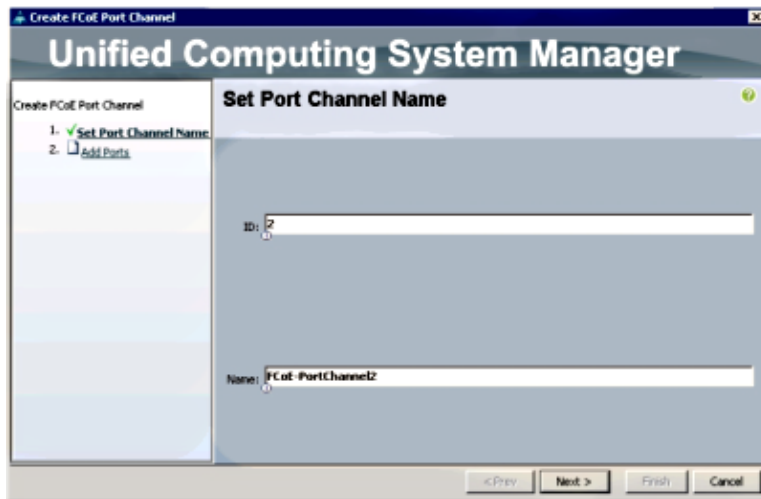 Create FCoE Port Channel
Unified Computing System Manager
Create FCoE Port Channel
1. Set Port Channel Name
2. Add Ports
Set Port Channel Name
ID: 2
Name: FCoE-PortChannel2
< Prev
Next >
Finish
Cancel